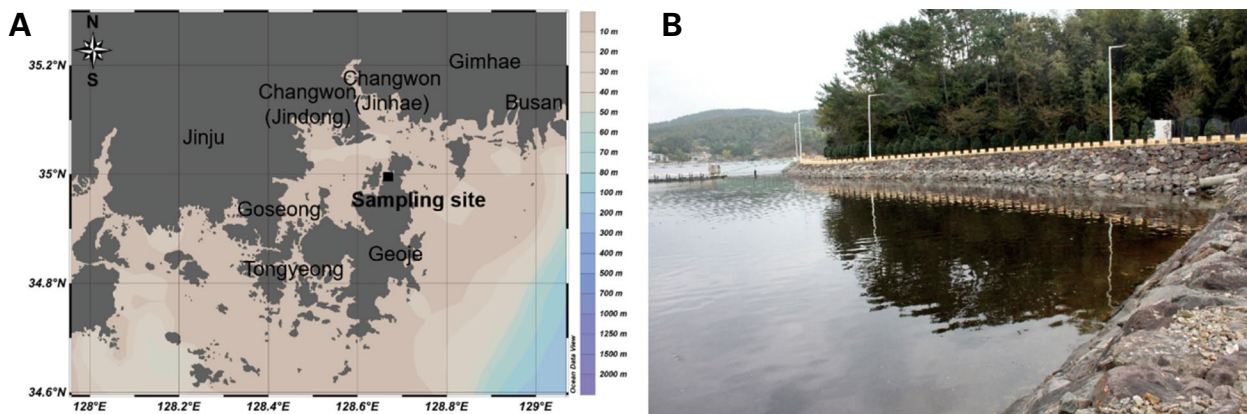 A
B
N
S
35.2°N
35°N
34.8°N
34.6°N
128°E
128.2°E
128.4°E
128.6°E
128.8°E
129°E
Gimhae
Changwon
(Jinhae)
Changwon
(Jindong)
Busan
Jinju
Sampling site
Goseong
Geoje
Tongyeong
10 m
20 m
30 m
40 m
50 m
60 m
70 m
80 m
100 m
200 m
300 m
400 m
500 m
700 m
1000 m
1250 m
1500 m
2000 m
Ocean Data View